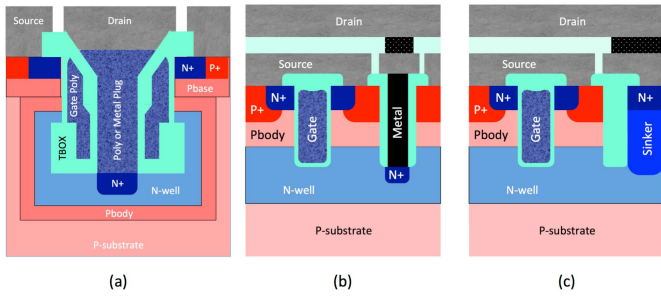 Source
Drain
Gate Poly
Poly or Metal Plug
N+
P+
Pbase
TBOX
N+
N-well
Pbody
P-substrate
(a)
Drain
Source
N+
N+
P+
Gate
Metal
Pbody
N+
N-well
P-substrate
(b)
Drain
Source
N+
N+
N+
P+
Gate
Sinker
Pbody
N-well
P-substrate
(c)